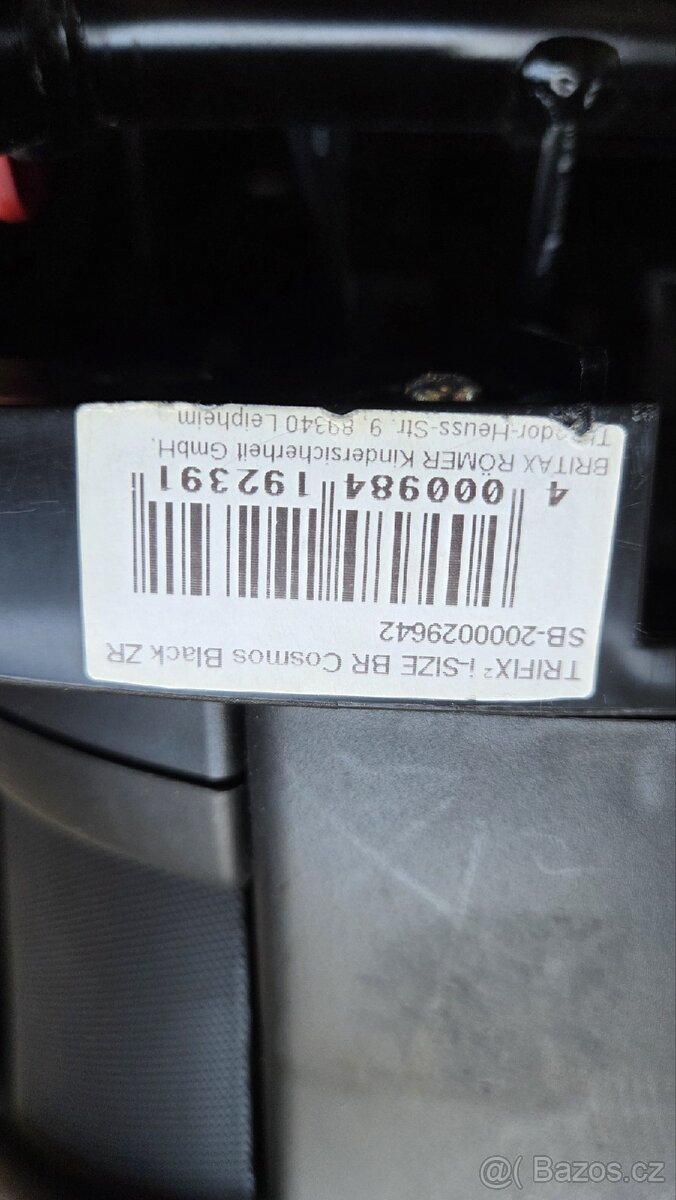 TRIFIX² i-SIZE BR Cosmos Black ZR
SB-2000029642
4 000984 192391
BRITAX RÖMER Kindersicherheit GmbH,
Theodor-Heuss-Str. 9, 89340 Leipheim
@( Bazos.cz